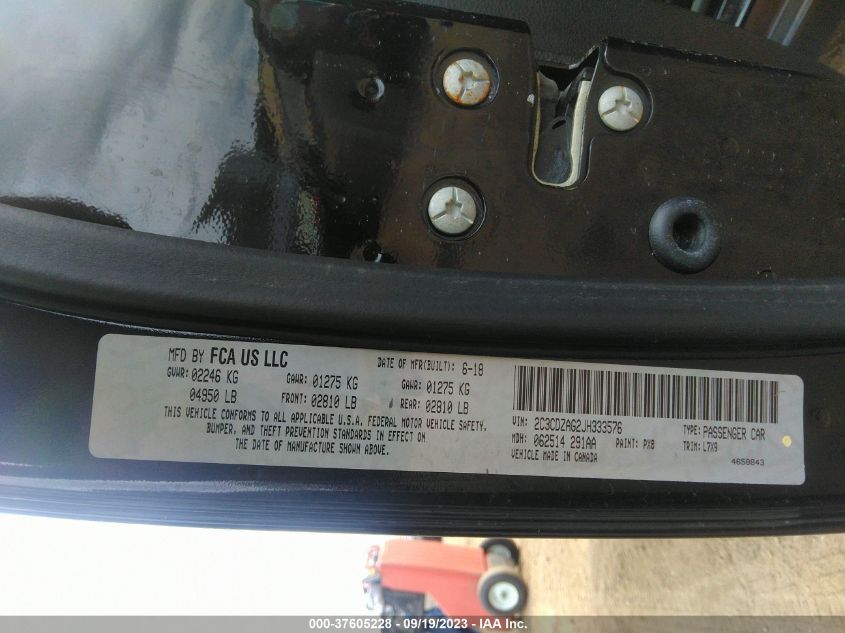 MFD BY FCA US LLC
DATE OF MFR(BUILT): 6-18
GVWR: 02246 KG GAWR: 01275 KG GAWR: 01275 KG
04950 LB FRONT: 02810 LB REAR: 02810 LB
THIS VEHICLE CONFORMS TO ALL APPLICABLE U.S.A. FEDERAL MOTOR VEHICLE SAFETY,
BUMPER, AND THEFT PREVENTION STANDARDS IN EFFECT ON
THE DATE OF MANUFACTURE SHOWN ABOVE.
VIN: 2C3CDZAG2JH333576 TYPE: PASSENGER CAR
MDH: 062514 291AA PAINT: PX8 TRIM: L7X9
VEHICLE MADE IN CANADA 4658843
000-37605228 - 09/19/2023 - IAA Inc.